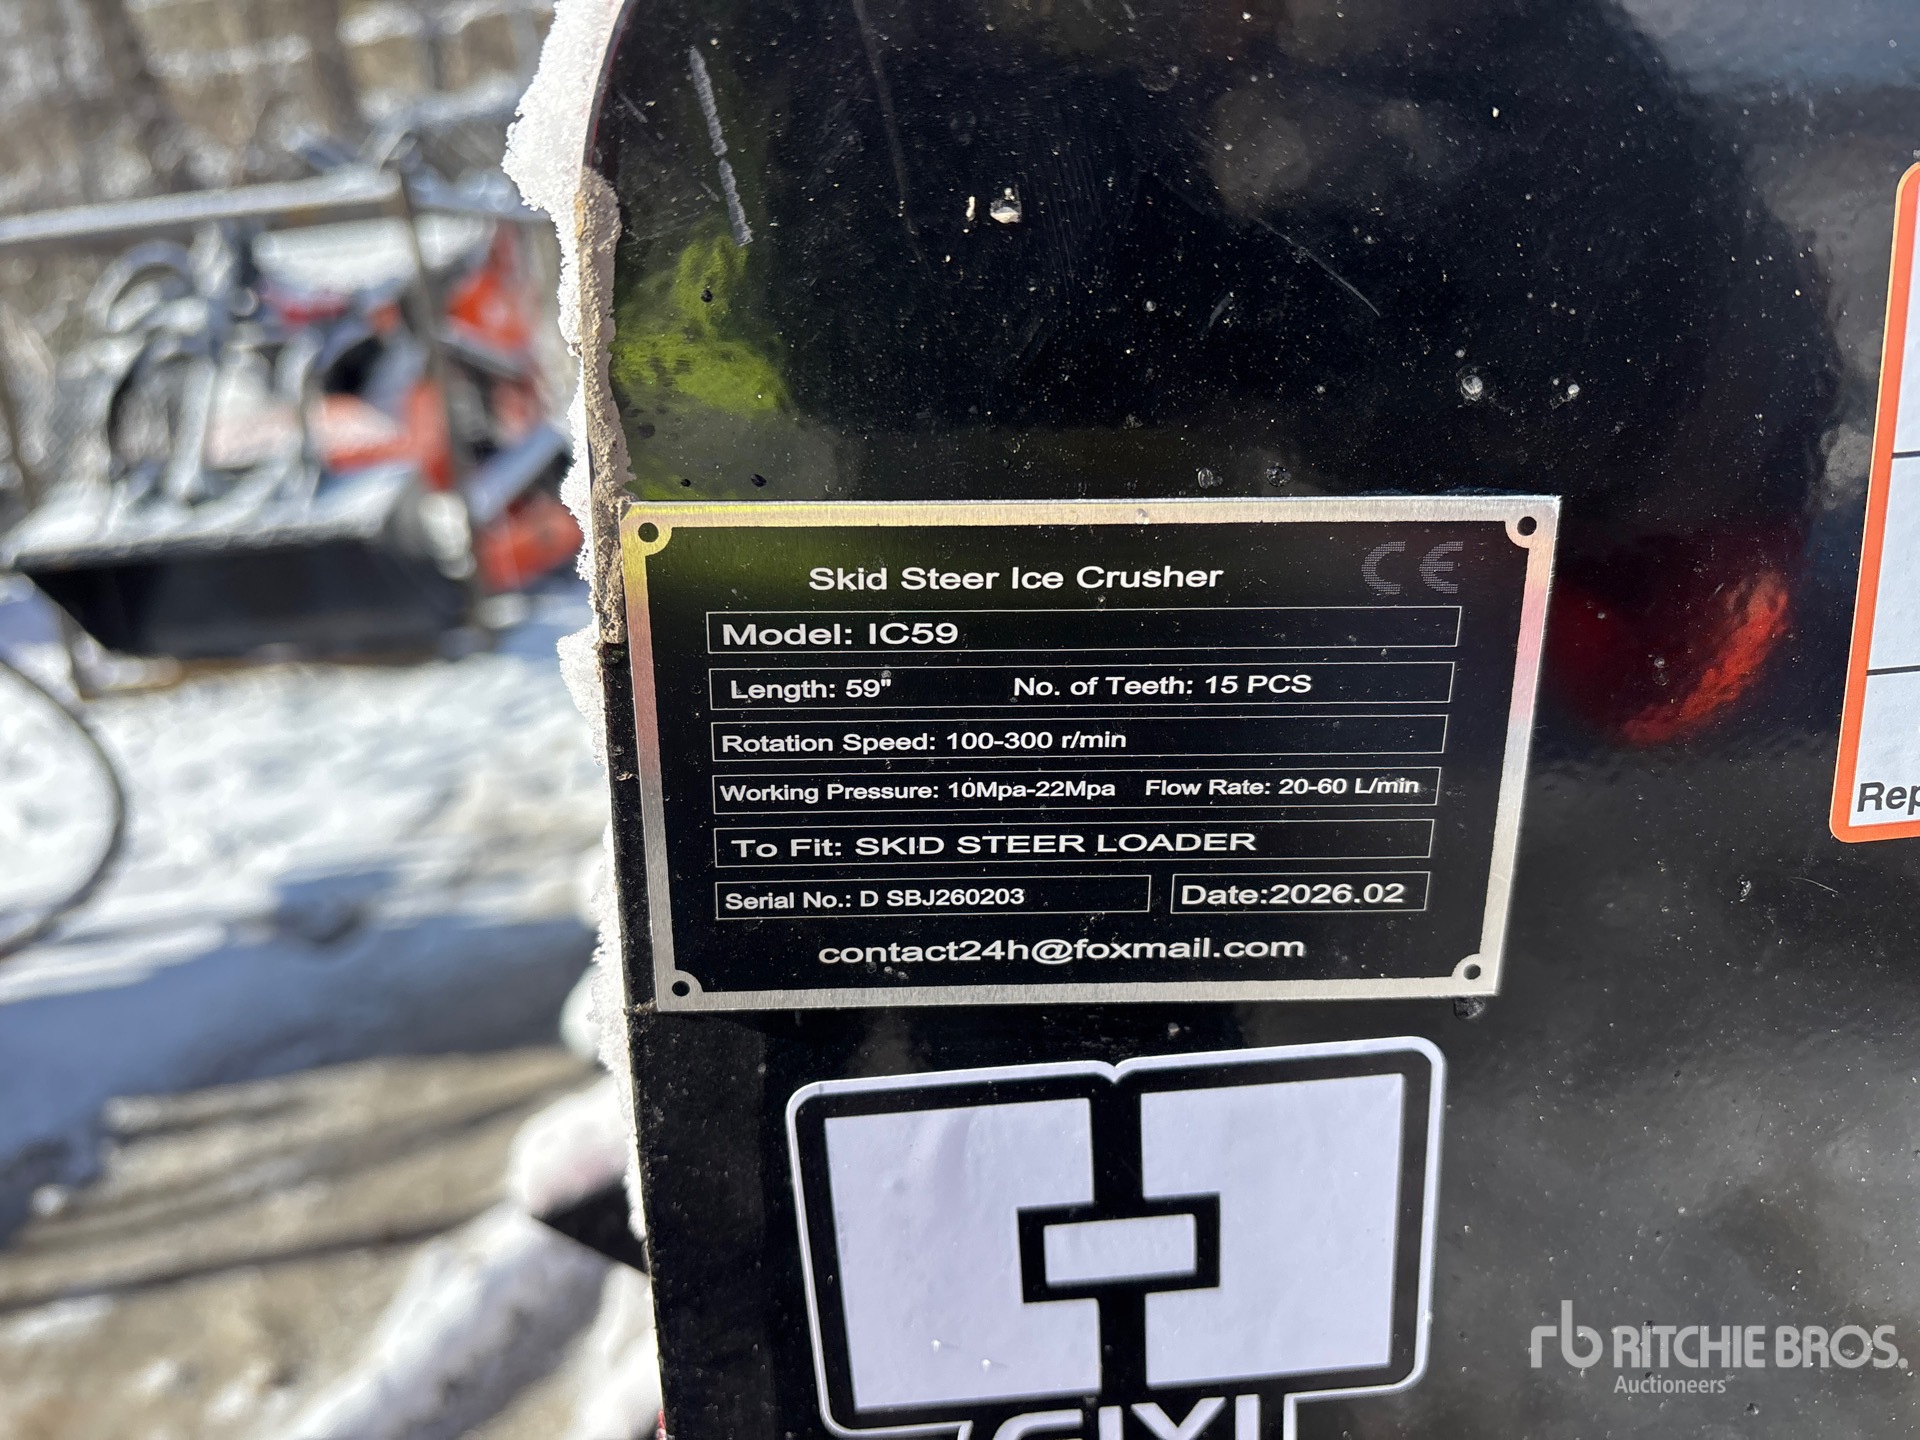 Skid Steer Ice Crusher CE
Model: IC59
Length: 59" No. of Teeth: 15 PCS
Rotation Speed: 100-300 r/min
Working Pressure: 10Mpa-22Mpa Flow Rate: 20-60 L/min
To Fit: SKID STEER LOADER
Serial No.: D SBJ260203 Date:2026.02
contact24h@foxmail.com
rb RITCHIE BROS.
Auctioneers